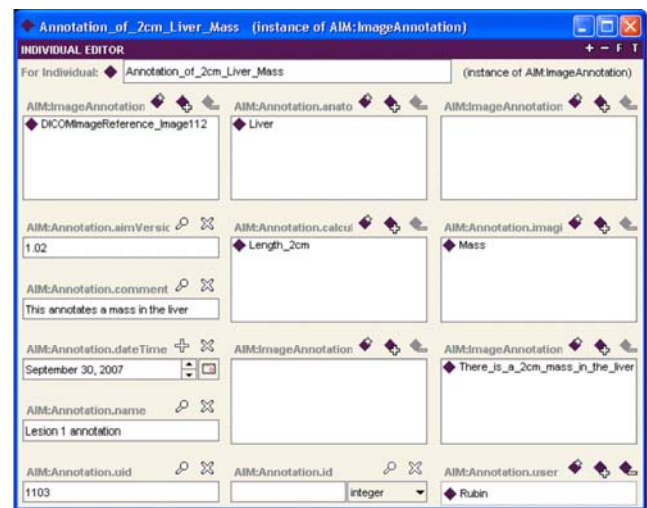 Annotation_of_2cm_Liver_Mass (instance of AIM:ImageAnnotation)
INDIVIDUAL EDITOR + − F T
For Individual: Annotation_of_2cm_Liver_Mass (instance of AIM:ImageAnnotation)
AIM:ImageAnnotation
DICOMImageReference_Image112
AIM:Annotation.anato
Liver
AIM:ImageAnnotation
AIM:Annotation.aimVersic
1.02
AIM:Annotation.comment
This annotates a mass in the liver
AIM:Annotation.calcul
Length_2cm
AIM:Annotation.imagi
Mass
AIM:Annotation.dateTime
September 30, 2007
AIM:Annotation.name
Lesion 1 annotation
AIM:ImageAnnotation
AIM:ImageAnnotation
There_is_a_2cm_mass_in_the_liver
AIM:Annotation.uid
1103
AIM:Annotation.id
integer
AIM:Annotation.user
Rubin